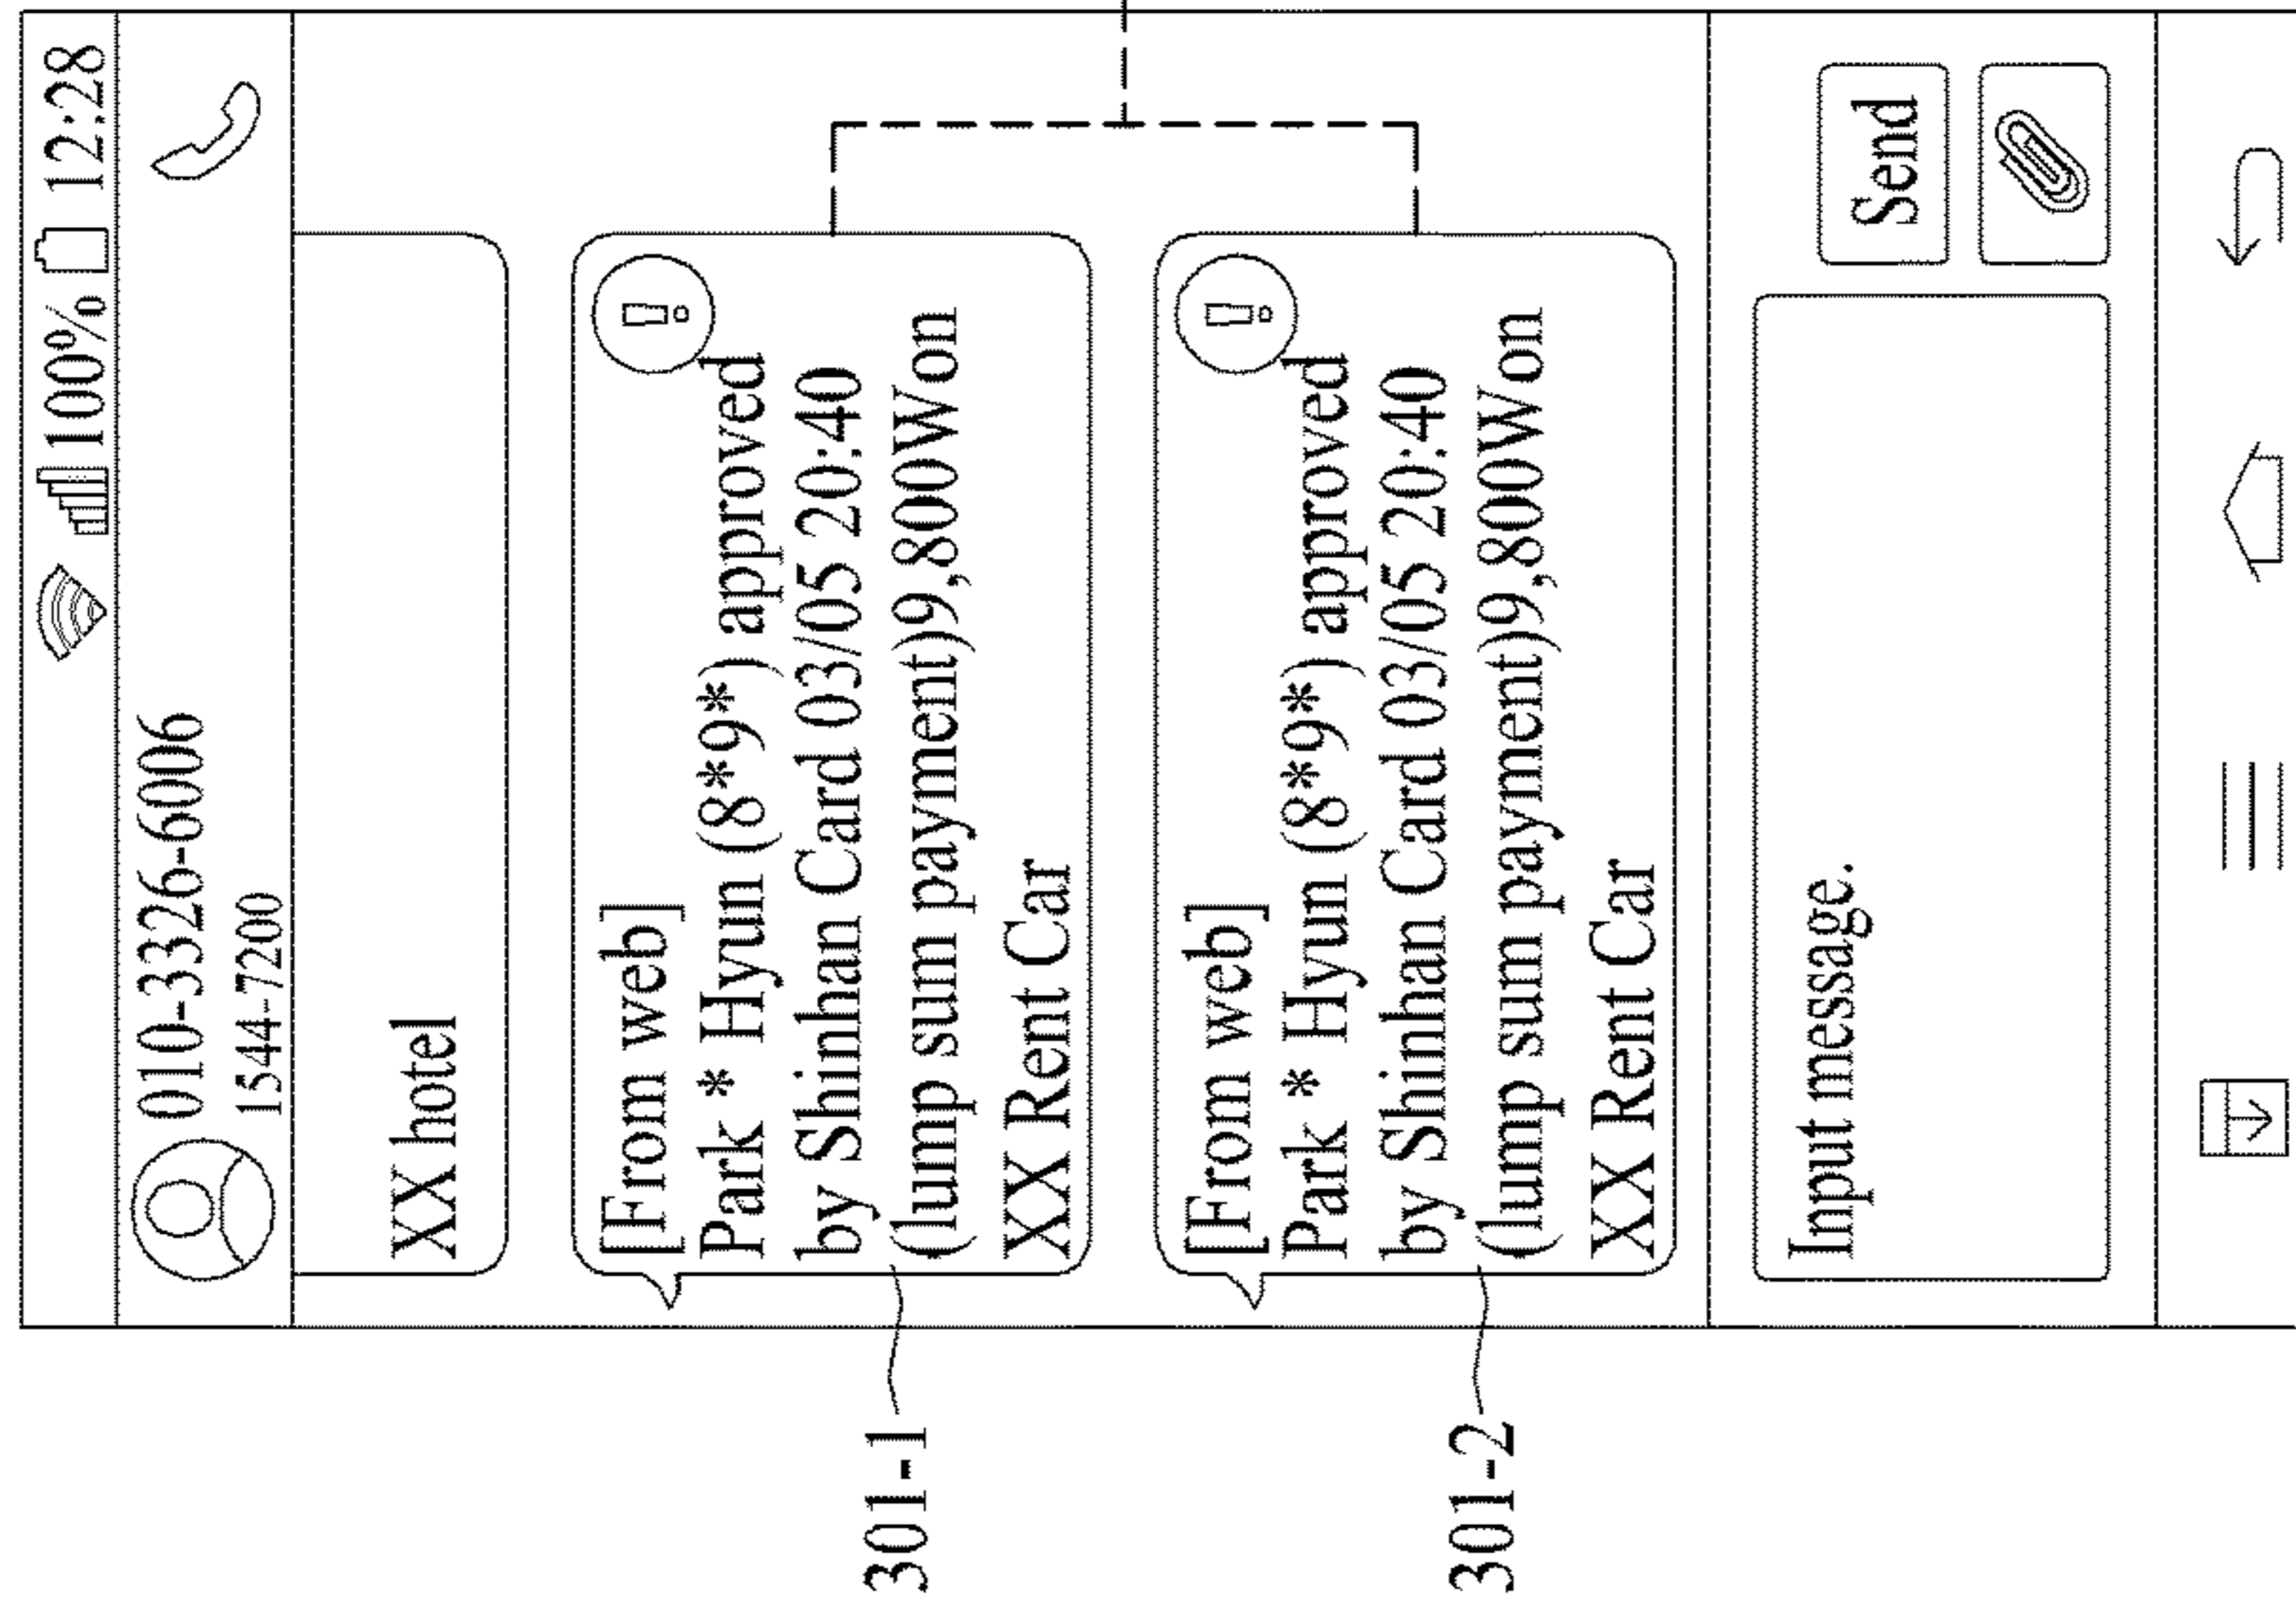 100% 12:28
010-3326-6006
1544-7200
XX hotel
[From web]
Park * Hyun (8*9*) approved
by Shinhan Card 03/05 20:40
(lump sum payment)9,800Won
XX Rent Car
301-1
[From web]
Park * Hyun (8*9*) approved
by Shinhan Card 03/05 20:40
(lump sum payment)9,800Won
XX Rent Car
301-2
Input message.
Send